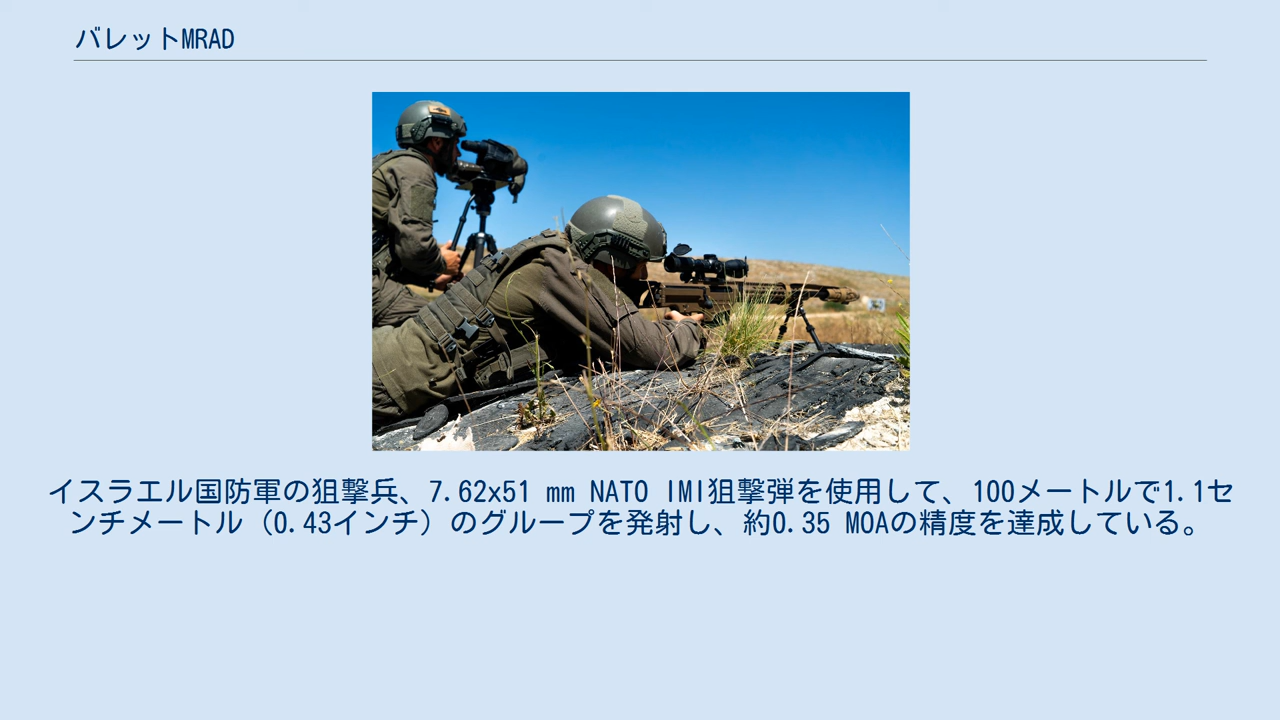 バレットMRAD
イスラエル国防軍の狙撃兵、7.62x51 mm NATO IMI狙撃弾を使用して、100メートルで1.1セ
ンチメートル（0.43インチ）のグループを発射し、約0.35 MOAの精度を達成している。